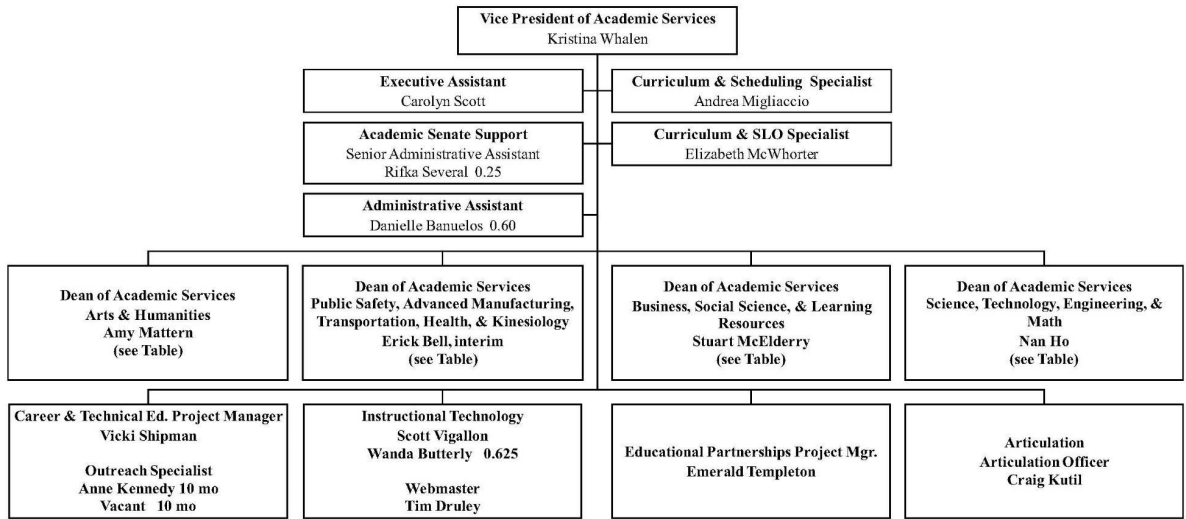 Vice President of Academic Services
Kristina Whalen
Executive Assistant
Carolyn Scott
Curriculum & Scheduling Specialist
Andrea Migliaccio
Academic Senate Support
Senior Administrative Assistant
Rifka Several 0.25
Curriculum & SLO Specialist
Elizabeth McWhorter
Administrative Assistant
Danielle Banuelos 0.60
Dean of Academic Services
Arts & Humanities
Amy Mattern
(see Table)
Dean of Academic Services
Public Safety, Advanced Manufacturing,
Transportation, Health, & Kinesiology
Erick Bell, interim
(see Table)
Dean of Academic Services
Business, Social Science, & Learning
Resources
Stuart McElderry
(see Table)
Dean of Academic Services
Science, Technology, Engineering, &
Math
Nan Ho
(see Table)
Career & Technical Ed. Project Manager
Vicki Shipman
Outreach Specialist
Anne Kennedy 10 mo
Vacant 10 mo
Instructional Technology
Scott Vigallon
Wanda Butterly 0.625
Webmaster
Tim Druley
Educational Partnerships Project Mgr.
Emerald Templeton
Articulation
Articulation Officer
Craig Kutil